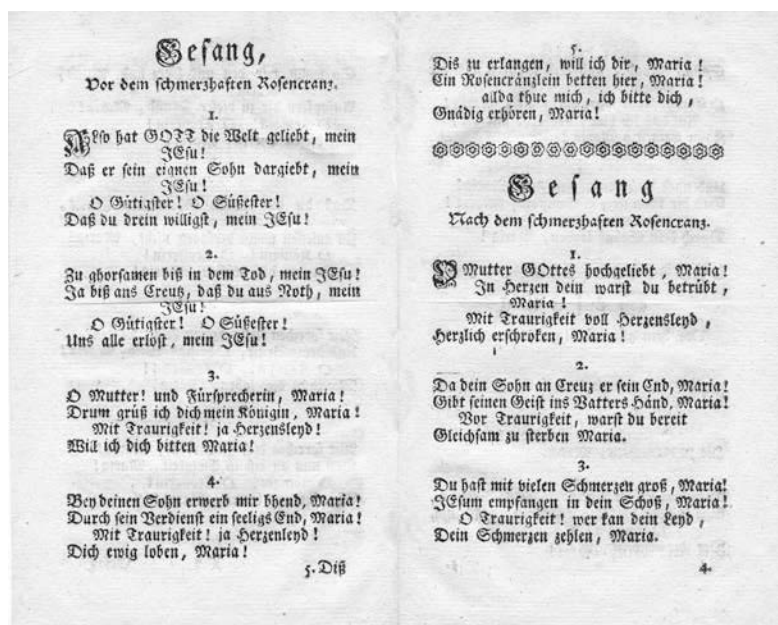 Gesang,
Vor dem schmerzhaften Rosencranz.
1.
Also hat GOTT die Welt geliebt, mein
JEsu!
Daß er sein eignen Sohn dargiebt, mein
JEsu!
O Gütigster! O Süßester!
Daß du drein willigst, mein JEsu!
2.
Zu ghorsamen biß in dem Tod, mein JEsu!
Ja biß ans Creutz, daß du aus Noth, mein
JEsu!
O Gütigster! O Süßester!
Uns alle erlöst, mein JEsu!
3.
O Mutter! und Fürsprecherin, Maria!
Drum grüß ich dich mein Königin, Maria!
Mit Traurigkeit! ja Herzensleyd!
Will ich dich bitten Maria!
4.
Bey deinen Sohn erwerb mir bhend, Maria!
Durch sein Verdienst ein seeligs End, Maria!
Mit Traurigkeit! ja Herzenleyd!
Dich ewig loben, Maria!
5. Diß
5.
Dis zu erlangen, will ich dir, Maria!
Ein Rosencränzlein betten hier, Maria!
allda thue mich, ich bitte dich,
Gnädig erhören, Maria!
Gesang
Nach dem schmerzhaften Rosencranz.
1.
O Mutter GOttes hochgeliebt, Maria!
In Herzen dein warst du betrübt,
Maria!
Mit Traurigkeit voll Herzensleyd,
Herzlich erschroken, Maria!
2.
Da dein Sohn an Creuz er sein End, Maria!
Gibt seinen Geist ins Vatters Händ, Maria!
Vor Traurigkeit, warst du bereit
Gleichsam zu sterben Maria.
3.
Du hast mit vielen Schmerzen groß, Maria!
JEsum empfangen in dein Schoß, Maria!
O Traurigkeit! wer kan dein Leyd,
Dein Schmerzen zehlen, Maria.
4.